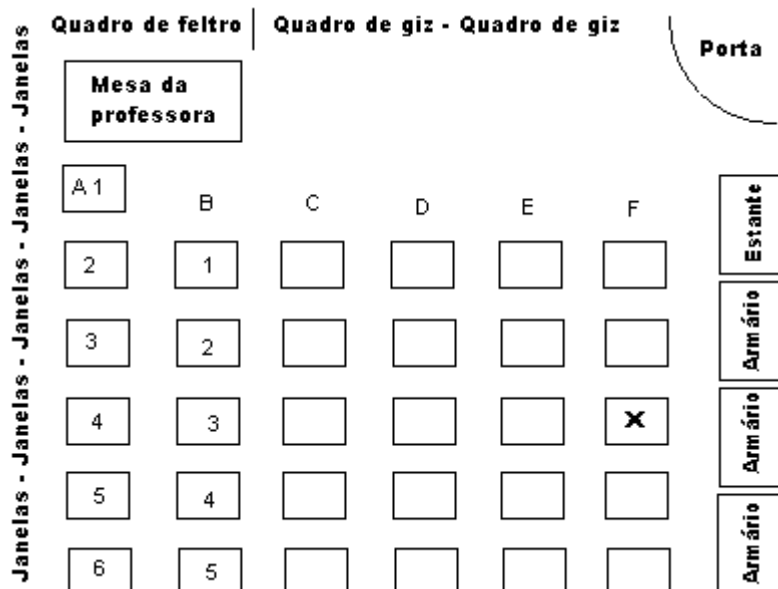 Quadro de feltro
Quadro de giz - Quadro de giz
Porta
Mesa da
professora
Janelas - Janelas - Janelas - Janelas - Janelas
A 1
B
C
D
E
F
Estante
2
1
3
2
Armário
4
3
X
Armário
5
4
6
5
Armário